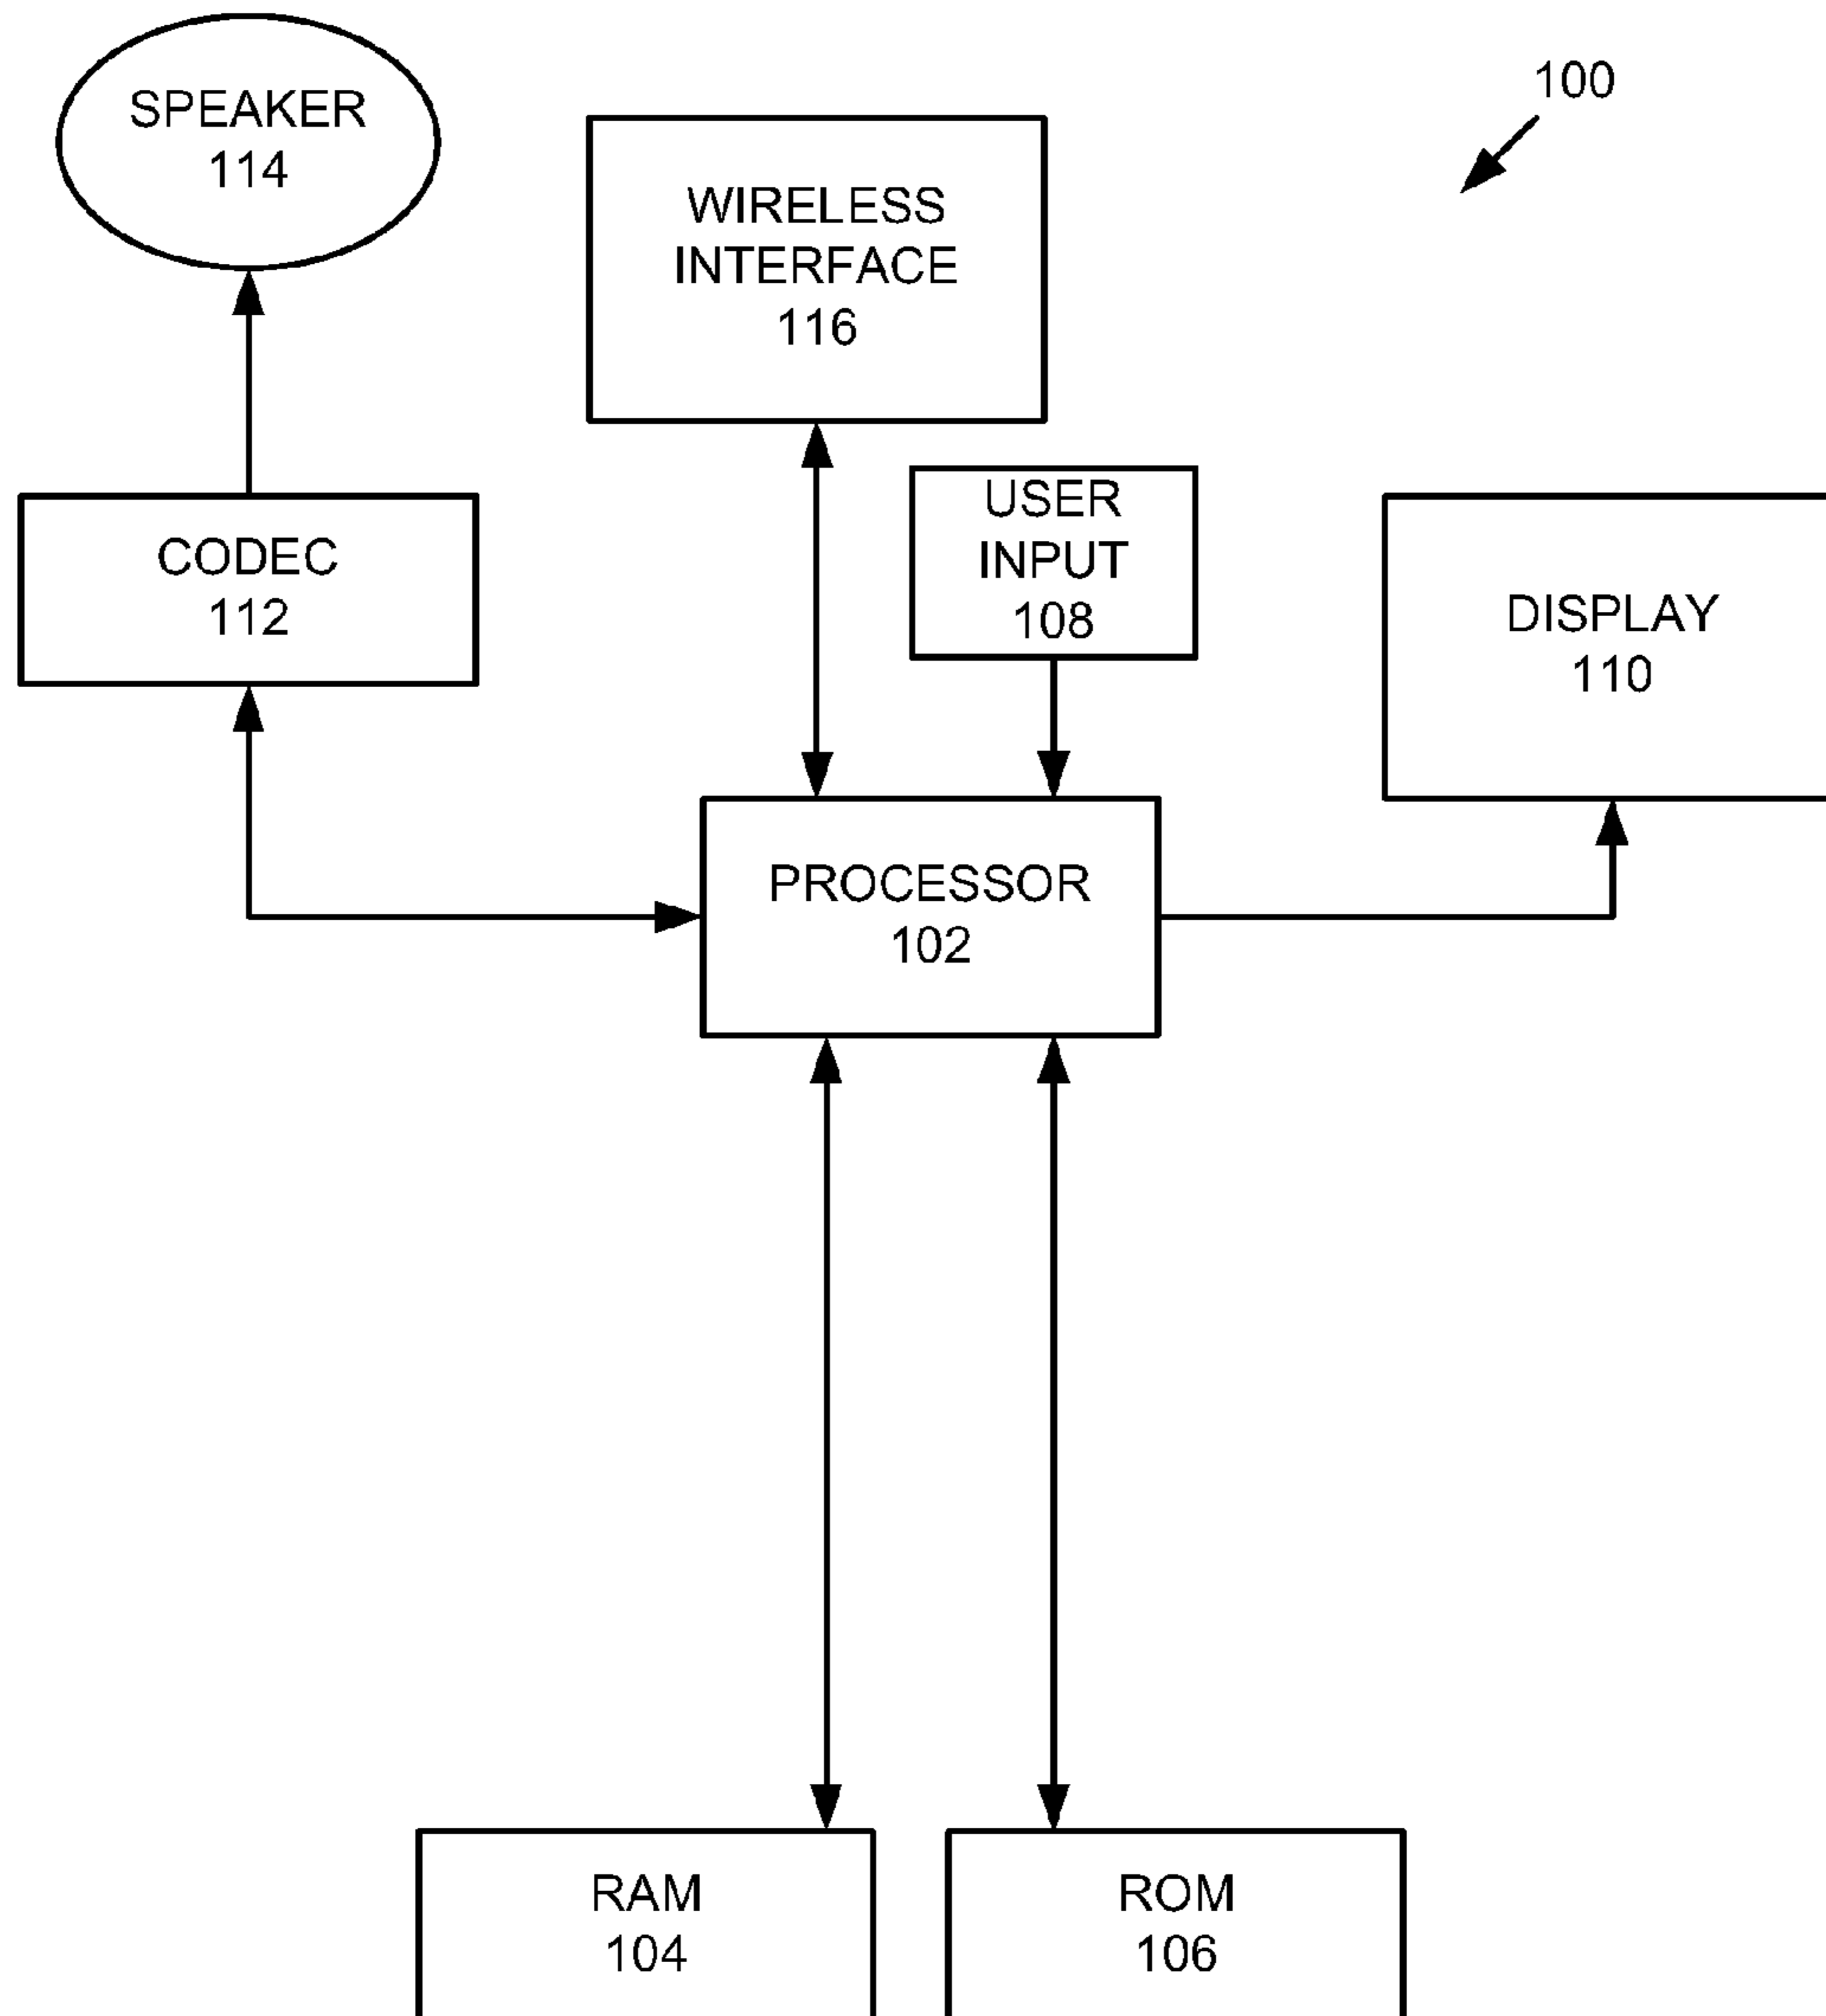 SPEAKER
114
100
WIRELESS
INTERFACE
116
USER
INPUT
108
CODEC
112
DISPLAY
110
PROCESSOR
102
RAM
104
ROM
106